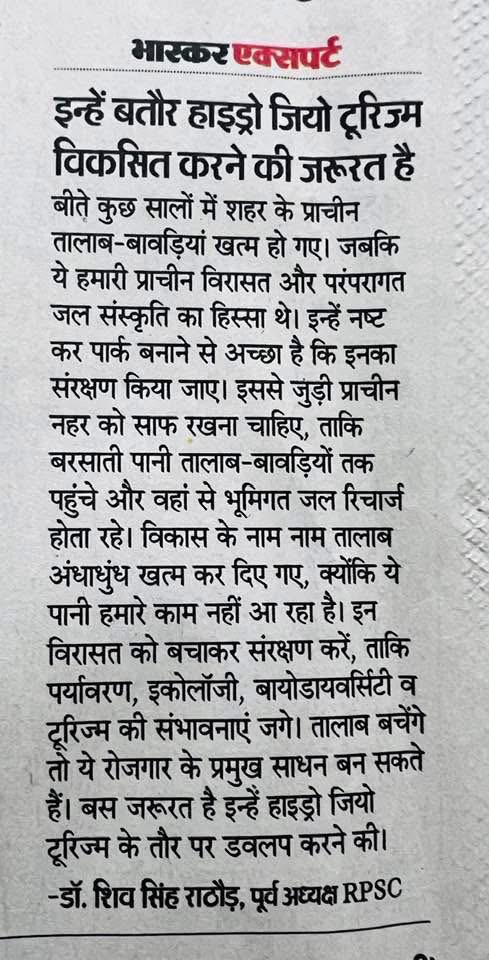 भास्कर एक्सपर्ट
इन्हें बतौर हाइड्रो जियो टूरिज्म
विकसित करने की जरूरत है
बीते कुछ सालों में शहर के प्राचीन
तालाब-बावड़ियां खत्म हो गए। जबकि
ये हमारी प्राचीन विरासत और परंपरागत
जल संस्कृति का हिस्सा थे। इन्हें नष्ट
कर पार्क बनाने से अच्छा है कि इनका
संरक्षण किया जाए। इससे जुड़ी प्राचीन
नहर को साफ रखना चाहिए, ताकि
बरसाती पानी तालाब-बावड़ियों तक
पहुंचे और वहां से भूमिगत जल रिचार्ज
होता रहे। विकास के नाम नाम तालाब
अंधाधुंध खत्म कर दिए गए, क्योंकि ये
पानी हमारे काम नहीं आ रहा है। इन
विरासत को बचाकर संरक्षण करें, ताकि
पर्यावरण, इकोलॉजी, बायोडायवर्सिटी व
टूरिज्म की संभावनाएं जगे। तालाब बचेंगे
तो ये रोजगार के प्रमुख साधन बन सकते
हैं। बस जरूरत है इन्हें हाइड्रो जियो
टूरिज्म के तौर पर डवलप करने की।
-डॉ. शिव सिंह राठौड़, पूर्व अध्यक्ष RPSC